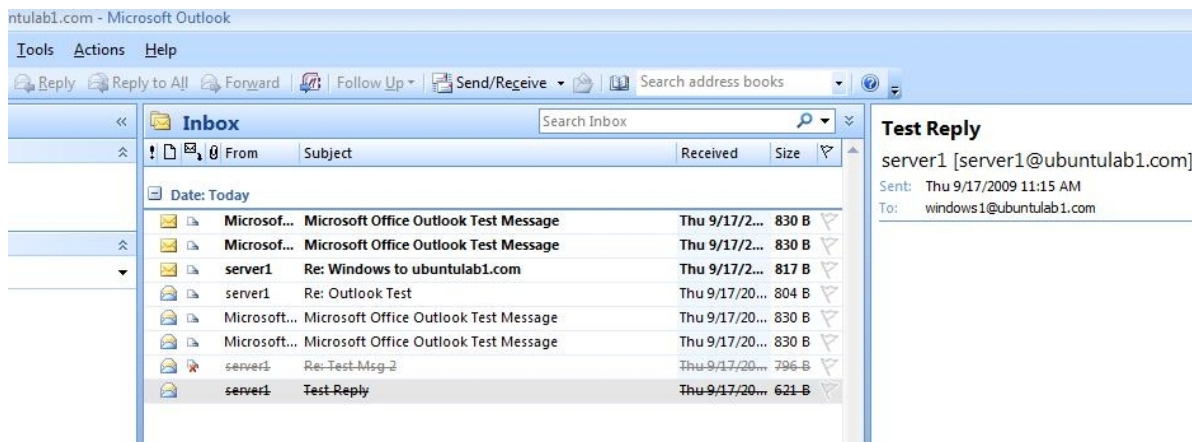 ntulab1.com - Microsoft Outlook
Tools Actions Help
Reply Reply to All Forward Follow Up Send/Receive Search address books
Inbox Search Inbox
From Subject Received Size
Date: Today
Microsof... Microsoft Office Outlook Test Message Thu 9/17/2... 830 B
Microsof... Microsoft Office Outlook Test Message Thu 9/17/2... 830 B
server1 Re: Windows to ubuntulab1.com Thu 9/17/2... 817 B
server1 Re: Outlook Test Thu 9/17/20... 804 B
Microsoft... Microsoft Office Outlook Test Message Thu 9/17/20... 830 B
Microsoft... Microsoft Office Outlook Test Message Thu 9/17/20... 830 B
server1 Re: Test Msg 2 Thu 9/17/20... 796 B
server1 Test Reply Thu 9/17/20... 621 B
Test Reply
server1 [server1@ubuntulab1.com]
Sent: Thu 9/17/2009 11:15 AM
To: windows1@ubuntulab1.com